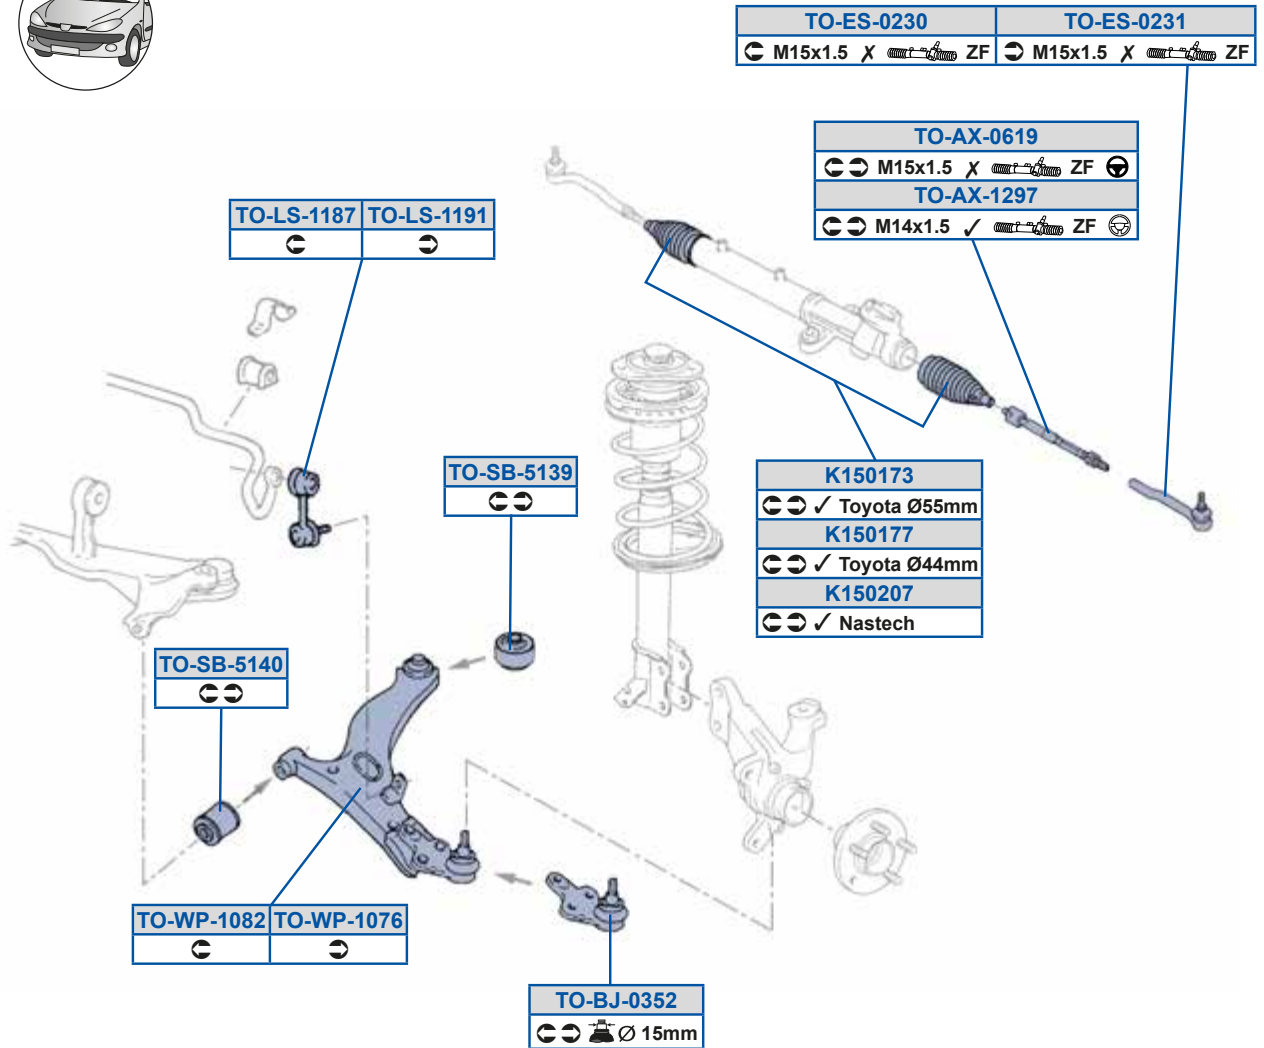 TO-ES-0230 TO-ES-0231
M15x1.5 ✗ ZF M15x1.5 ✗ ZF
TO-AX-0619
M15x1.5 ✗ ZF
TO-AX-1297
M14x1.5 ✓ ZF
TO-LS-1187 TO-LS-1191
TO-SB-5139
K150173
✓ Toyota Ø55mm
K150177
✓ Toyota Ø44mm
K150207
✓ Nastech
TO-SB-5140
TO-WP-1082 TO-WP-1076
TO-BJ-0352
Ø 15mm